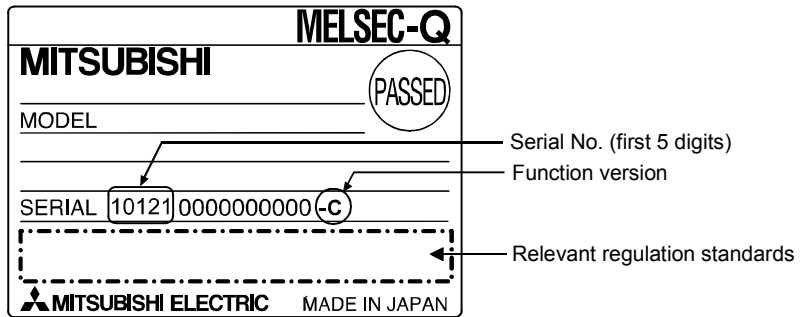 MELSEC-Q
MITSUBISHI
PASSED
MODEL
Serial No. (first 5 digits)
Function version
SERIAL 10121 0000000000 -C
Relevant regulation standards
MITSUBISHI ELECTRIC MADE IN JAPAN